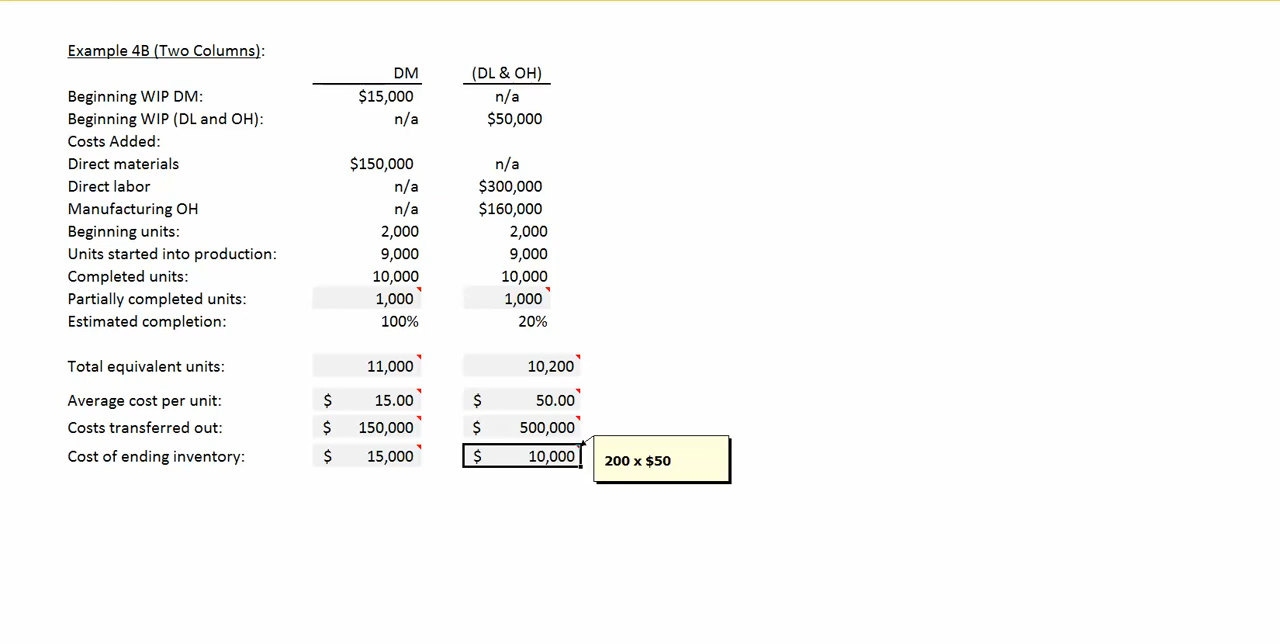 Example 4B (Two Columns):
DM (DL & OH)
Beginning WIP DM: $15,000 n/a
Beginning WIP (DL and OH): n/a $50,000
Costs Added:
Direct materials $150,000 n/a
Direct labor n/a $300,000
Manufacturing OH n/a $160,000
Beginning units: 2,000 2,000
Units started into production: 9,000 9,000
Completed units: 10,000 10,000
Partially completed units: 1,000 1,000
Estimated completion: 100% 20%
Total equivalent units: 11,000 10,200
Average cost per unit: $ 15.00 $ 50.00
Costs transferred out: $ 150,000 $ 500,000
Cost of ending inventory: $ 15,000 $ 10,000 200 x $50